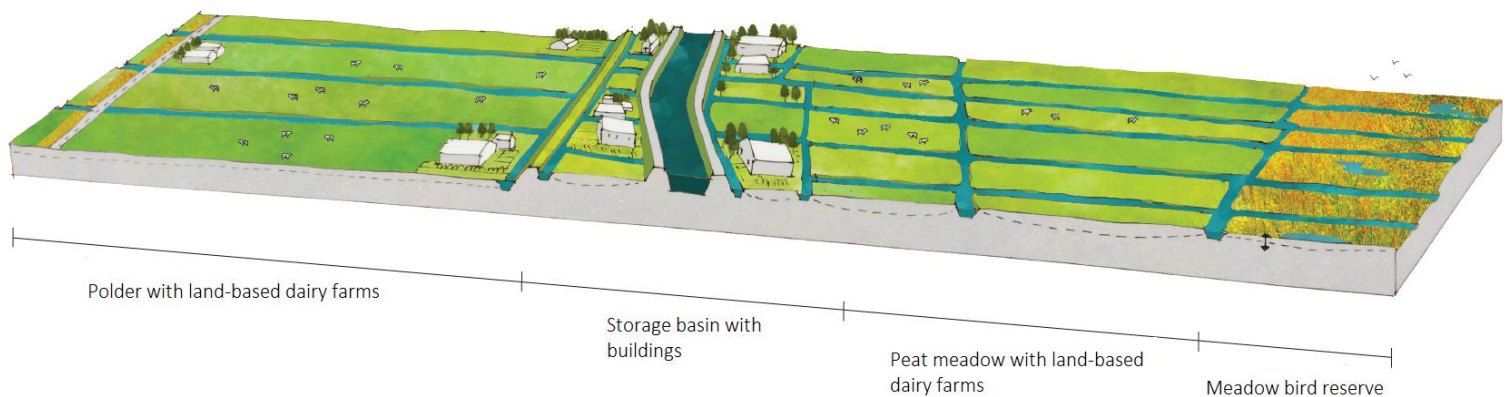 Polder with land-based dairy farms
Storage basin with
buildings
Peat meadow with land-based
dairy farms
Meadow bird reserve